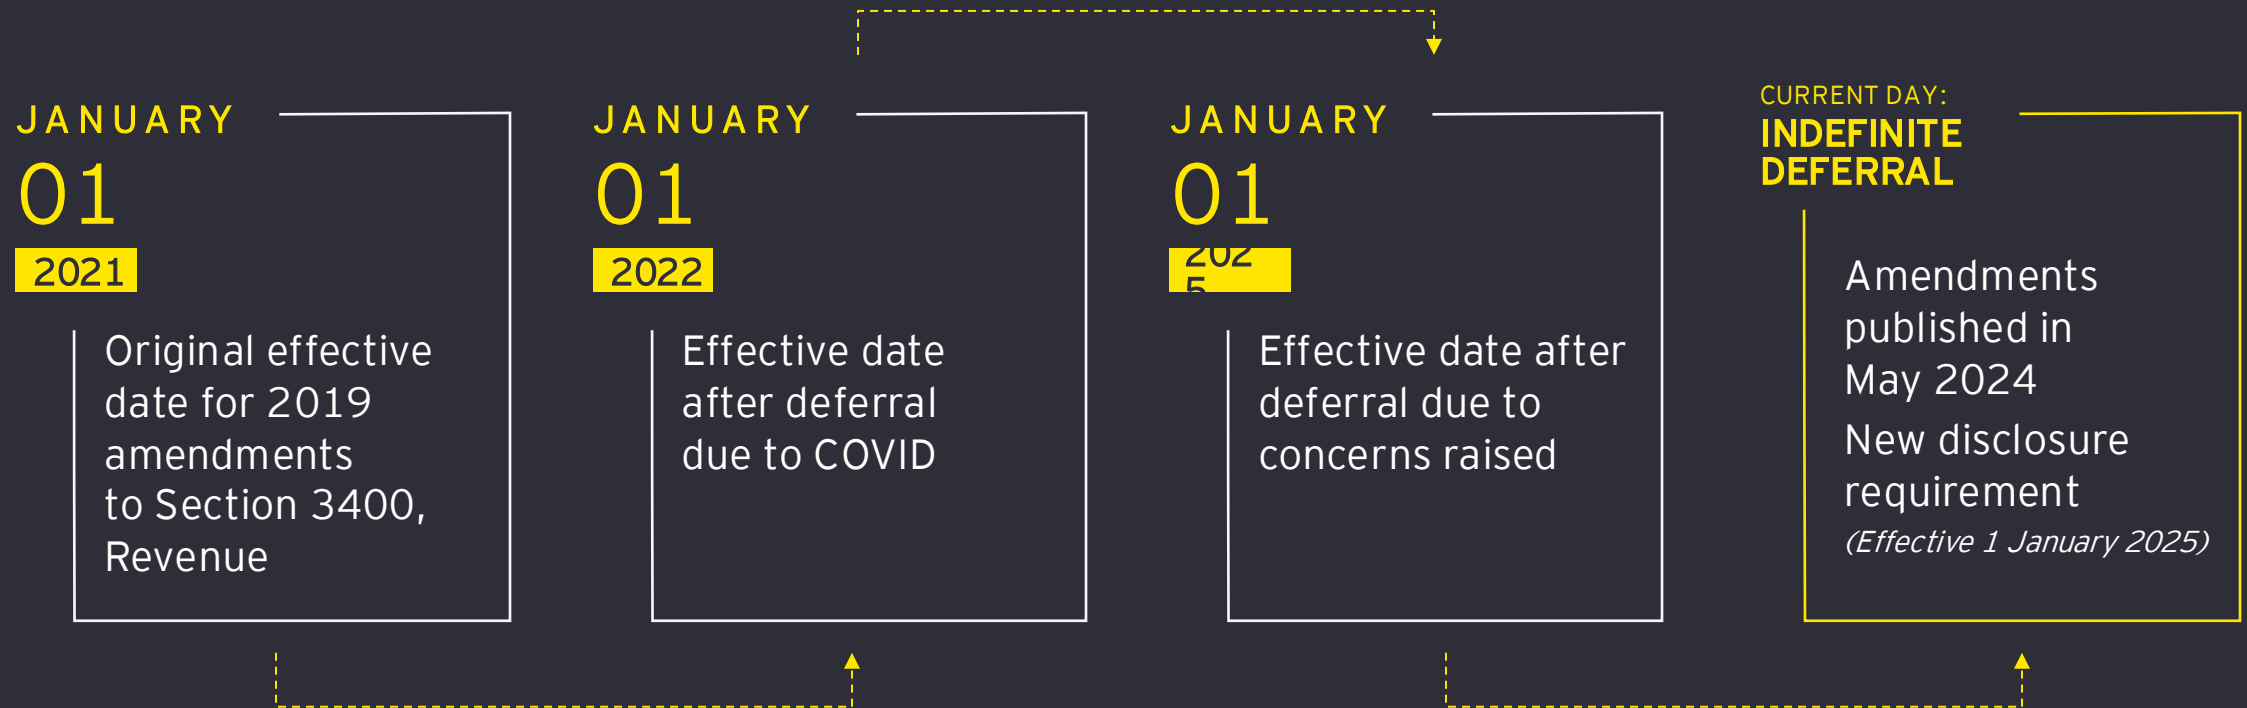 JANUARY
01
2021
Original effective
date for 2019
amendments
to Section 3400,
Revenue
JANUARY
01
2022
Effective date
after deferral
due to COVID
JANUARY
01
202
5
Effective date after
deferral due to
concerns raised
CURRENT DAY:
INDEFINITE
DEFERRAL
Amendments
published in
May 2024
New disclosure
requirement
(Effective 1 January 2025)